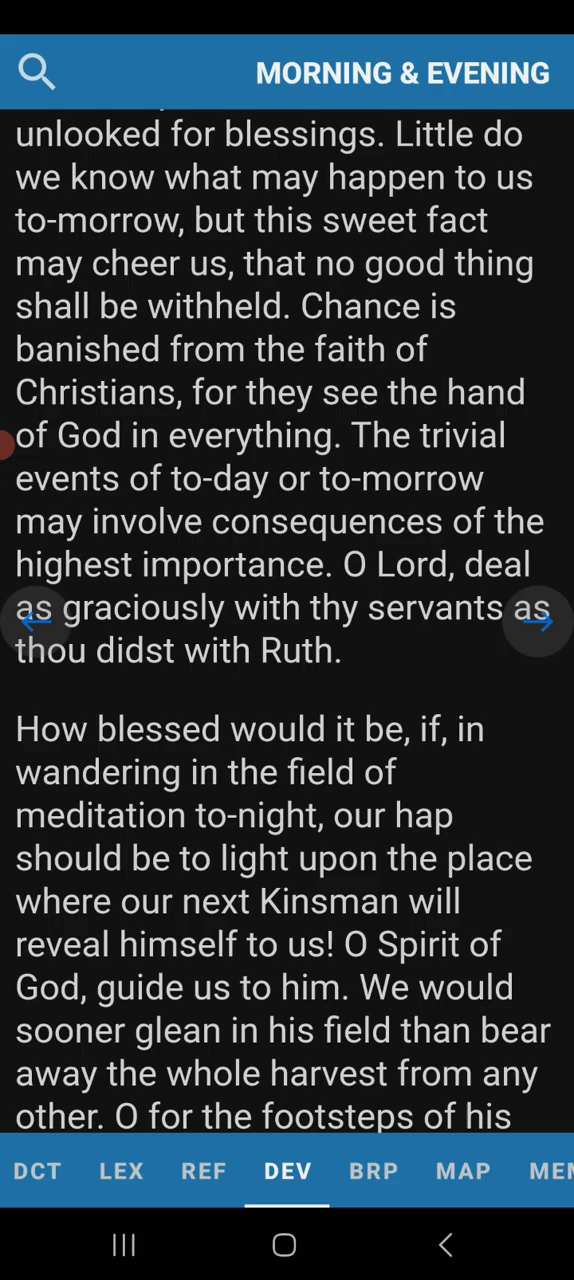 MORNING & EVENING
unlooked for blessings. Little do
we know what may happen to us
to-morrow, but this sweet fact
may cheer us, that no good thing
shall be withheld. Chance is
banished from the faith of
Christians, for they see the hand
of God in everything. The trivial
events of to-day or to-morrow
may involve consequences of the
highest importance. O Lord, deal
as graciously with thy servants as
thou didst with Ruth.
How blessed would it be, if, in
wandering in the field of
meditation to-night, our hap
should be to light upon the place
where our next Kinsman will
reveal himself to us! O Spirit of
God, guide us to him. We would
sooner glean in his field than bear
away the whole harvest from any
other. O for the footsteps of his
DCT LEX REF DEV BRP MAP